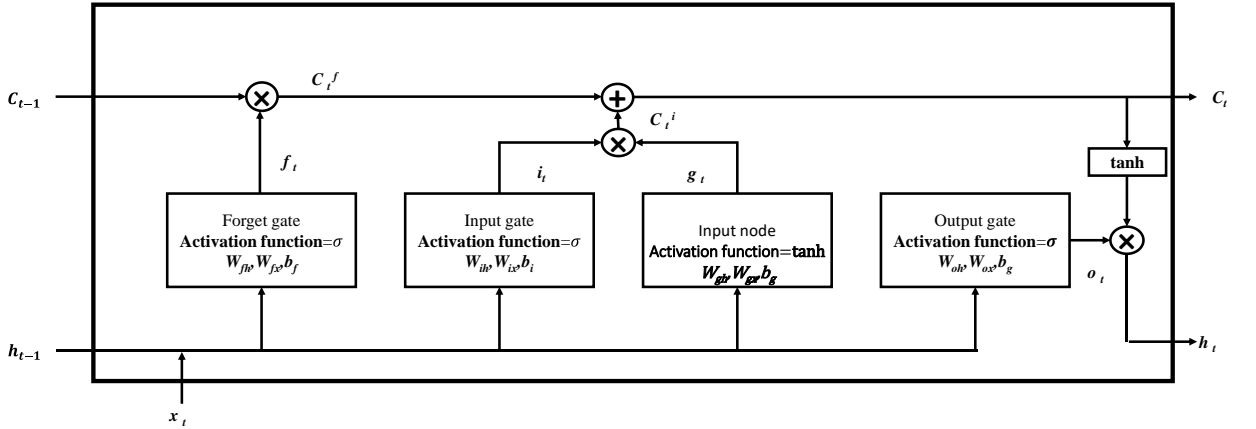 C_t^f
C_{t-1}
×
+
C_t
C_t^i
×
tanh
f_t
i_t
g_t
Forget gate
Activation function=σ
W_{fh},W_{fx},b_f
Input gate
Activation function=σ
W_{ih},W_{ix},b_i
Input node
Activation function=tanh
W_{gh},W_{gx},b_g
Output gate
Activation function=σ
W_{oh},W_{ox},b_g
×
o_t
h_{t-1}
h_t
x_t